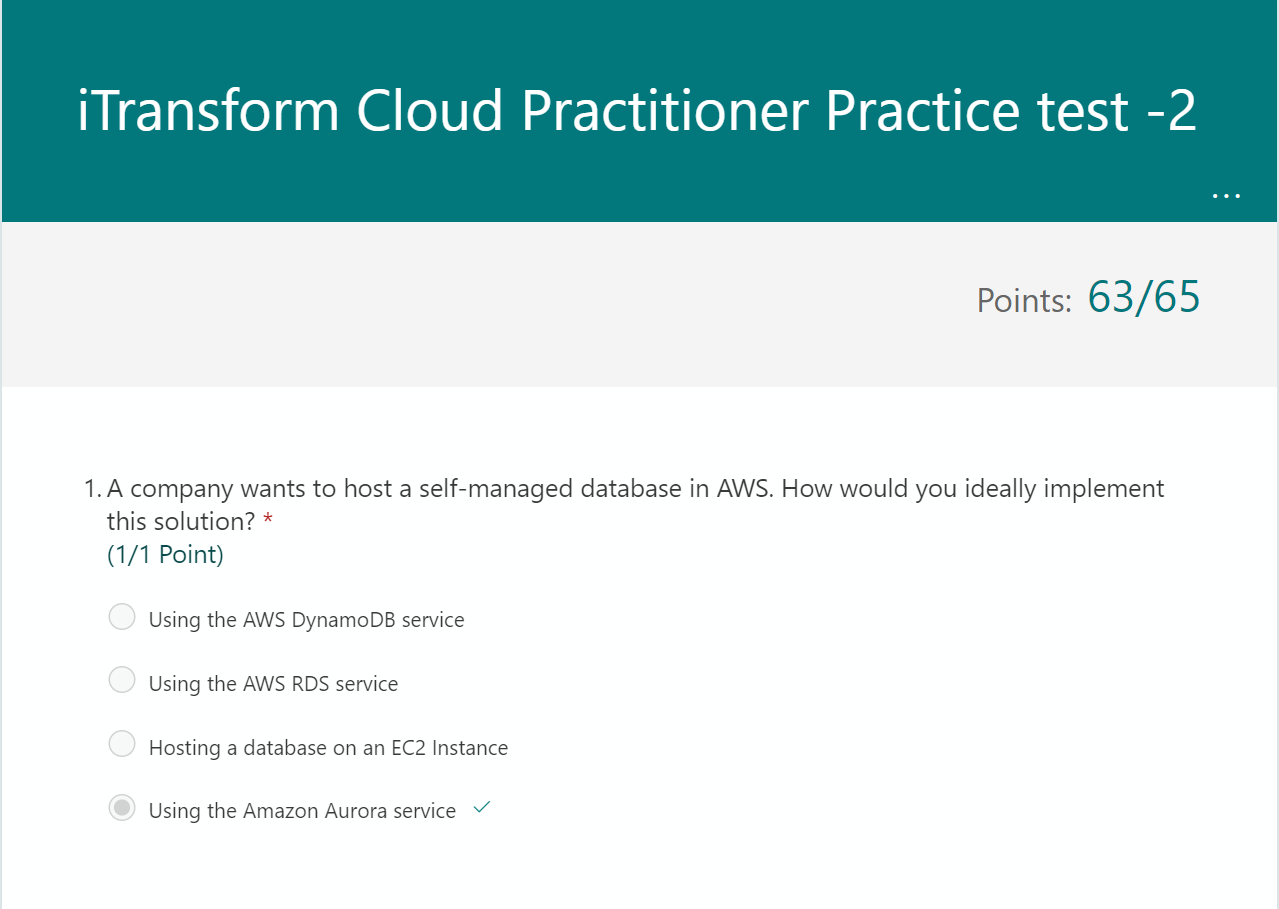 iTransform Cloud Practitioner Practice test -2
...
Points: 63/65
1. A company wants to host a self-managed database in AWS. How would you ideally implement
this solution? *
(1/1 Point)
Using the AWS DynamoDB service
Using the AWS RDS service
Hosting a database on an EC2 Instance
Using the Amazon Aurora service